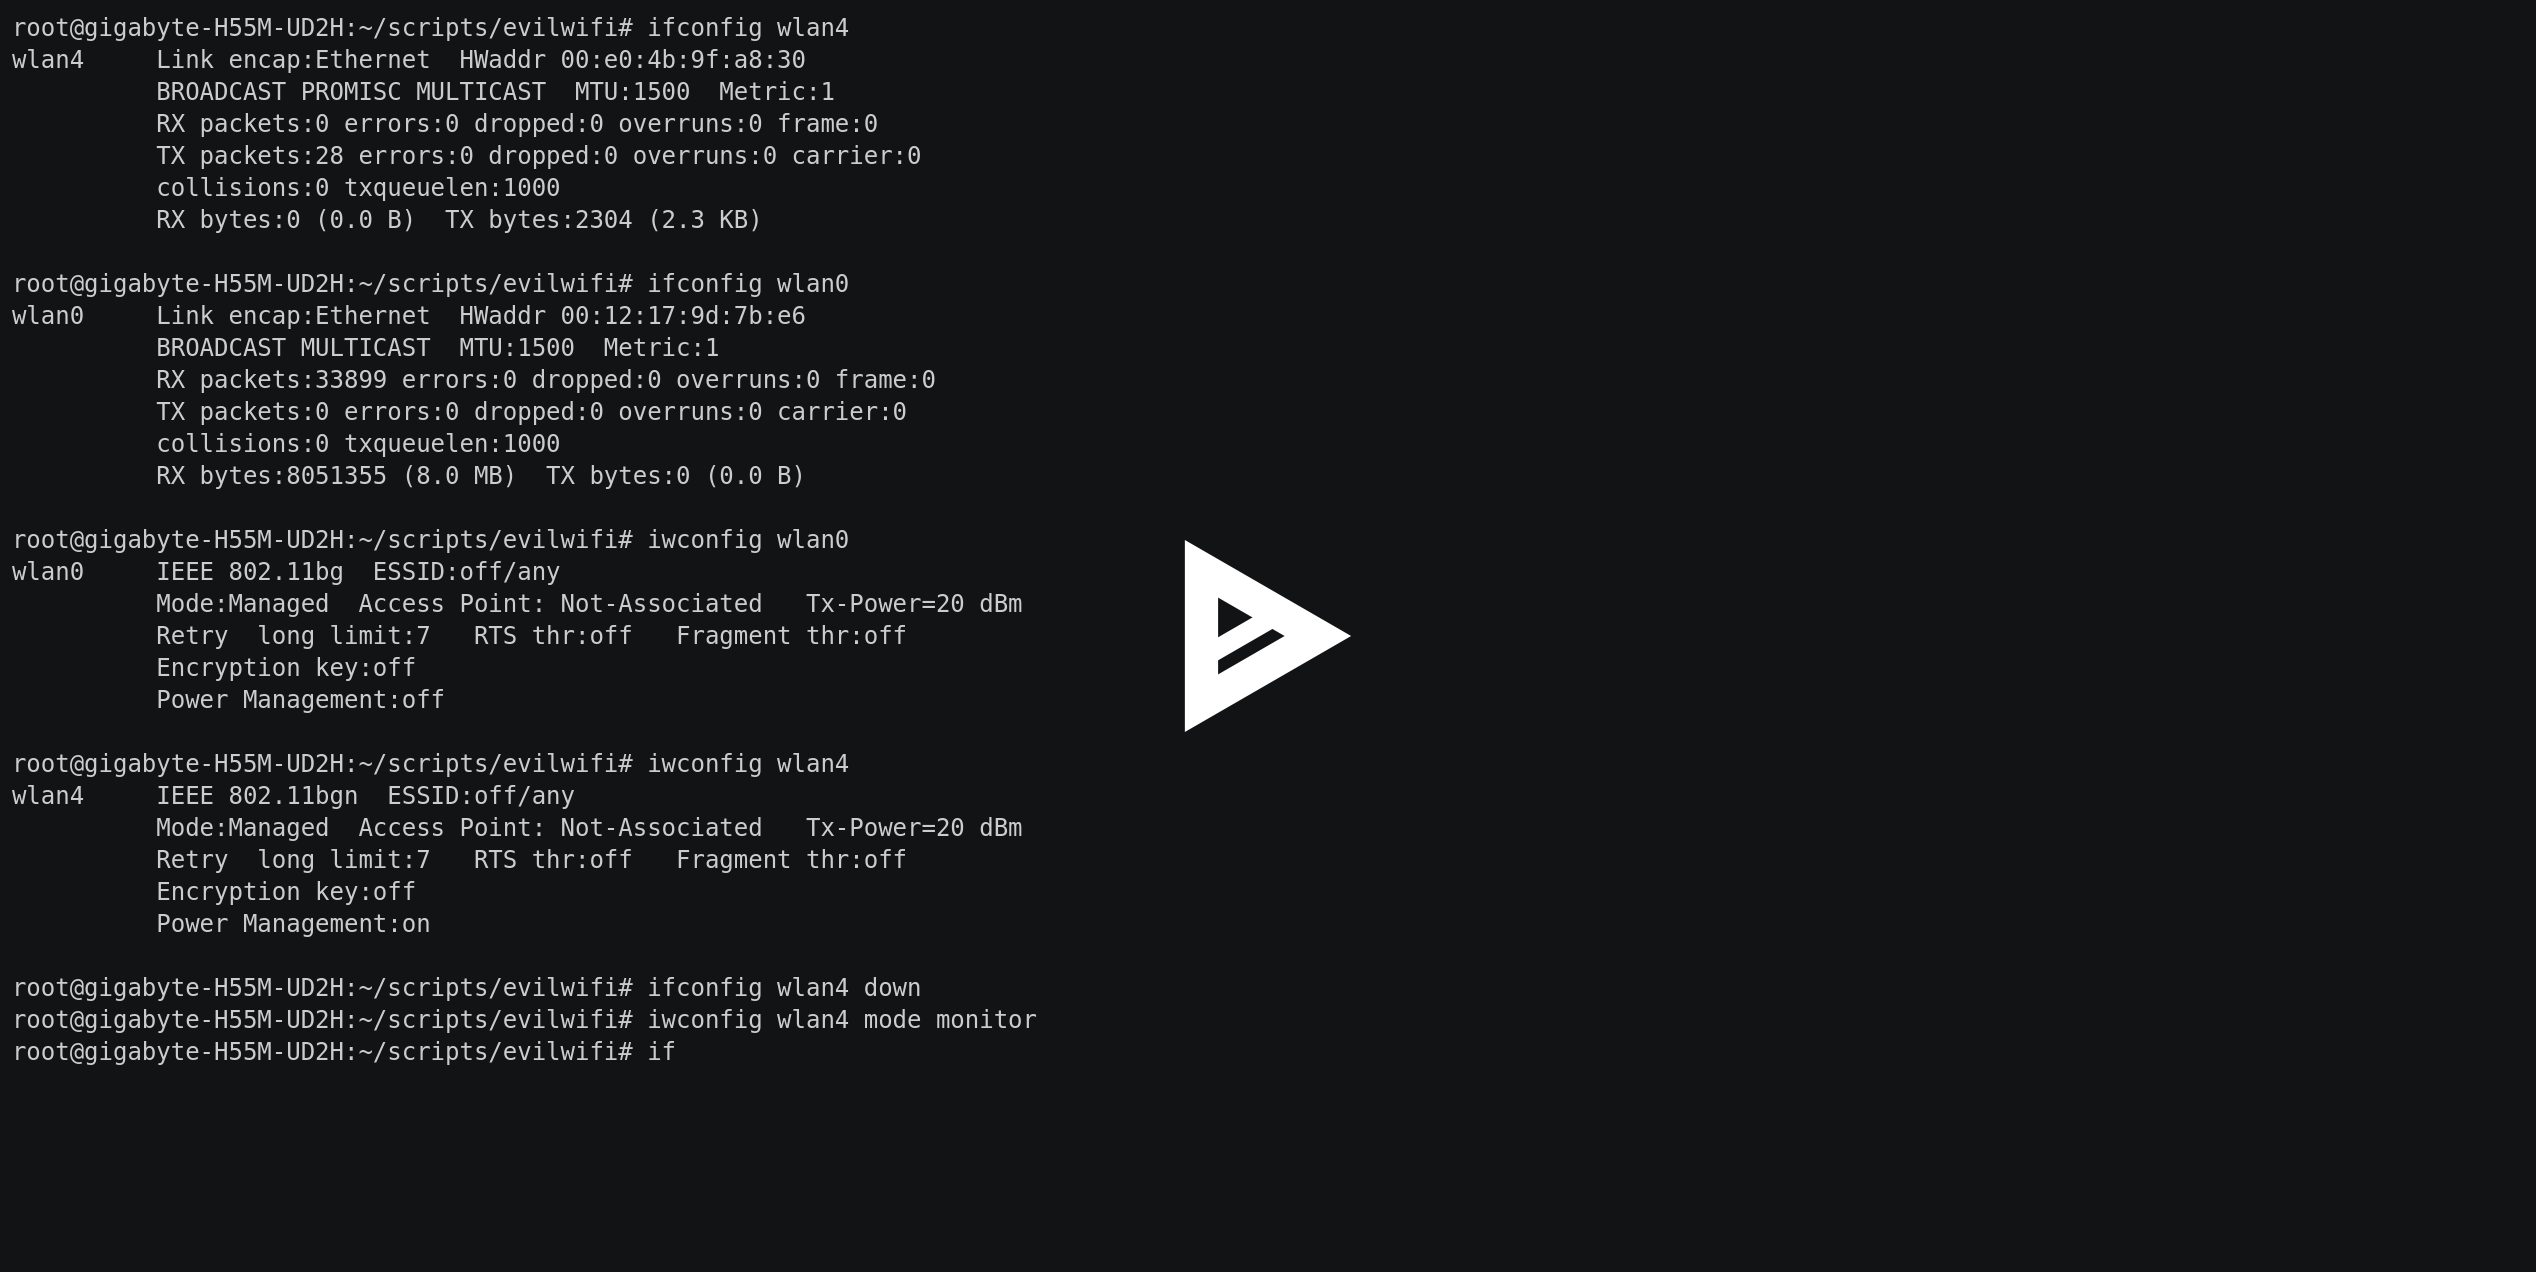 root@gigabyte-H55M-UD2H:~/scripts/evilwifi# ifconfig wlan4
wlan4     Link encap:Ethernet  HWaddr 00:e0:4b:9f:a8:30
          BROADCAST PROMISC MULTICAST  MTU:1500  Metric:1
          RX packets:0 errors:0 dropped:0 overruns:0 frame:0
          TX packets:28 errors:0 dropped:0 overruns:0 carrier:0
          collisions:0 txqueuelen:1000
          RX bytes:0 (0.0 B)  TX bytes:2304 (2.3 KB)

root@gigabyte-H55M-UD2H:~/scripts/evilwifi# ifconfig wlan0
wlan0     Link encap:Ethernet  HWaddr 00:12:17:9d:7b:e6
          BROADCAST MULTICAST  MTU:1500  Metric:1
          RX packets:33899 errors:0 dropped:0 overruns:0 frame:0
          TX packets:0 errors:0 dropped:0 overruns:0 carrier:0
          collisions:0 txqueuelen:1000
          RX bytes:8051355 (8.0 MB)  TX bytes:0 (0.0 B)

root@gigabyte-H55M-UD2H:~/scripts/evilwifi# iwconfig wlan0
wlan0     IEEE 802.11bg  ESSID:off/any
          Mode:Managed  Access Point: Not-Associated   Tx-Power=20 dBm
          Retry  long limit:7   RTS thr:off   Fragment thr:off
          Encryption key:off
          Power Management:off

root@gigabyte-H55M-UD2H:~/scripts/evilwifi# iwconfig wlan4
wlan4     IEEE 802.11bgn  ESSID:off/any
          Mode:Managed  Access Point: Not-Associated   Tx-Power=20 dBm
          Retry  long limit:7   RTS thr:off   Fragment thr:off
          Encryption key:off
          Power Management:on

root@gigabyte-H55M-UD2H:~/scripts/evilwifi# ifconfig wlan4 down
root@gigabyte-H55M-UD2H:~/scripts/evilwifi# iwconfig wlan4 mode monitor
root@gigabyte-H55M-UD2H:~/scripts/evilwifi# if